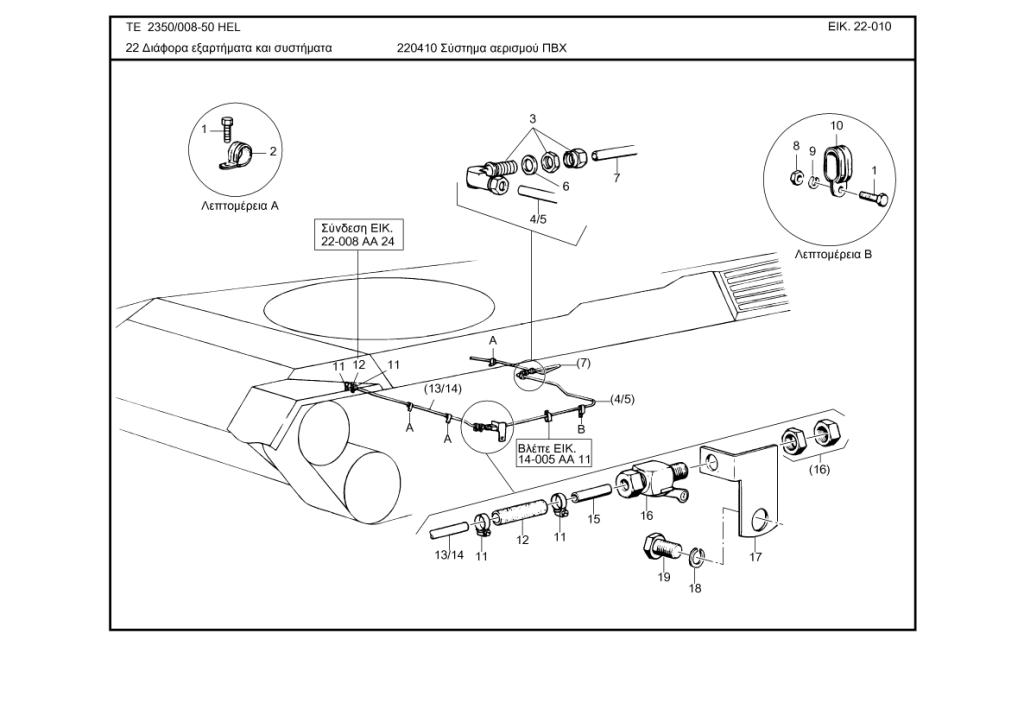 TE 2350/008-50 HEL
ΕΙΚ. 22-010
22 Διάφορα εξαρτήματα και συστήματα
220410 Σύστημα αερισμού ΠΒΧ
1
2
Λεπτομέρεια Α
3
6
7
4/5
10
8
9
1
Λεπτομέρεια Β
Σύνδεση ΕΙΚ.
22-008 ΑΑ 24
A
11
12
11
(7)
(13/14)
(4/5)
A
A
B
Βλέπε ΕΙΚ.
14-005 ΑΑ 11
(16)
16
15
17
12
11
13/14
11
19
18